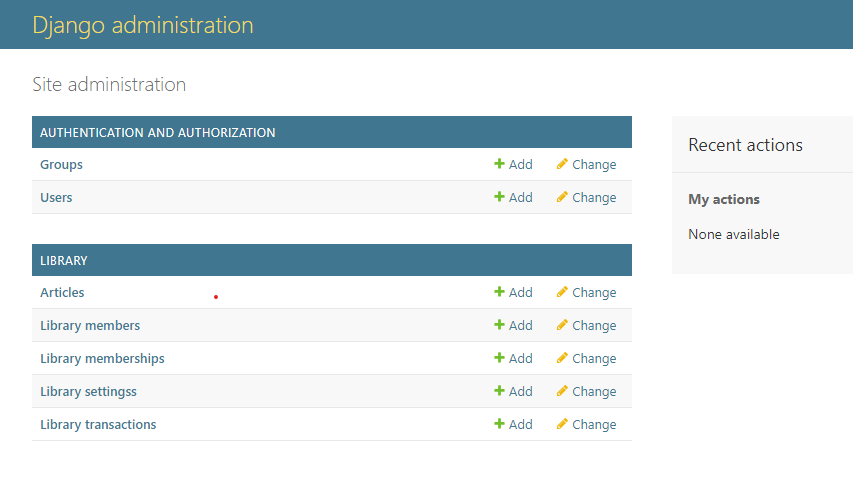 Django administration
Site administration
AUTHENTICATION AND AUTHORIZATION
Groups Add Change
Users Add Change
LIBRARY
Articles Add Change
Library members Add Change
Library memberships Add Change
Library settingss Add Change
Library transactions Add Change
Recent actions
My actions
None available